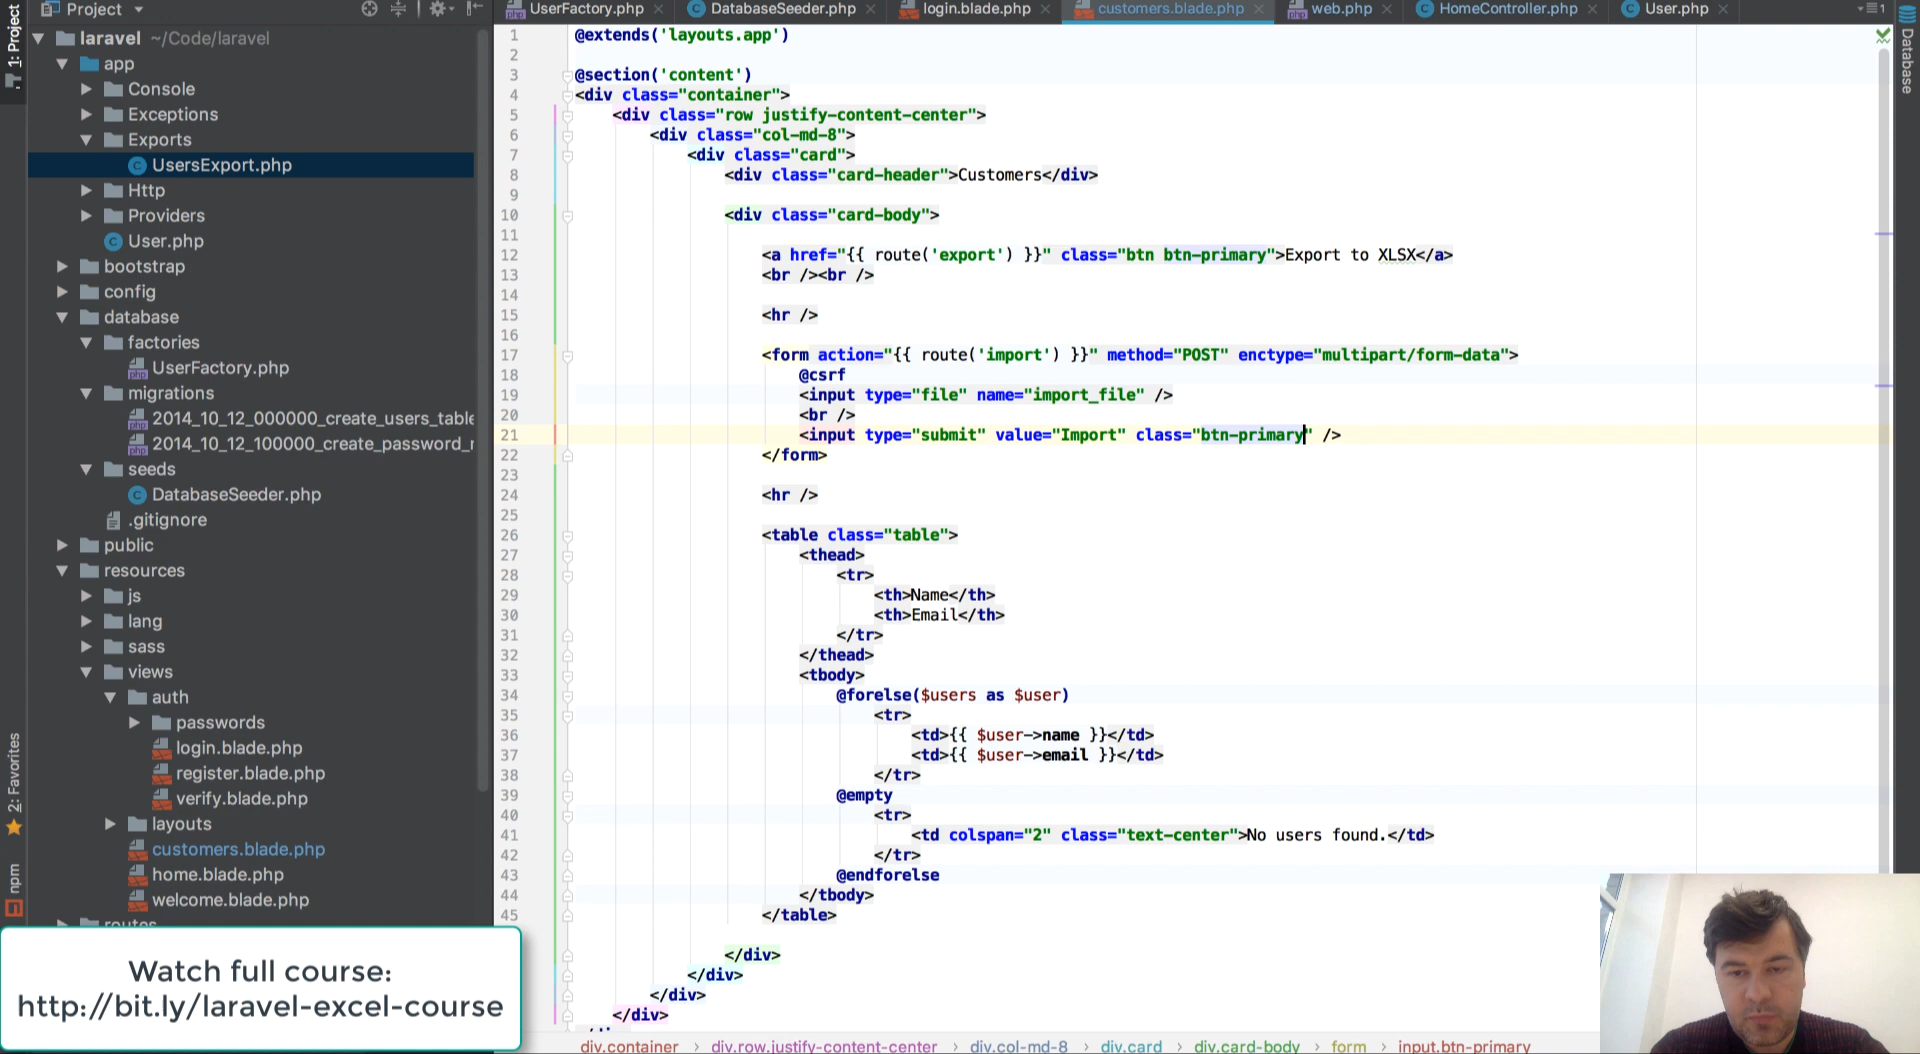 Project
UserFactory.php
DatabaseSeeder.php
login.blade.php
customers.blade.php
web.php
HomeController.php
User.php
1
1: Project
2: Favorites
npm
Database
laravel ~/Code/laravel
app
Console
Exceptions
Exports
UsersExport.php
Http
Providers
User.php
bootstrap
config
database
factories
UserFactory.php
migrations
2014_10_12_000000_create_users_table
2014_10_12_100000_create_password_r
seeds
DatabaseSeeder.php
.gitignore
public
resources
js
lang
sass
views
auth
passwords
login.blade.php
register.blade.php
verify.blade.php
layouts
customers.blade.php
home.blade.php
welcome.blade.php
routes
1 @extends('layouts.app')
2
3 @section('content')
4 <div class="container">
5 <div class="row justify-content-center">
6 <div class="col-md-8">
7 <div class="card">
8 <div class="card-header">Customers</div>
9
10 <div class="card-body">
11
12 <a href="{{ route('export') }}" class="btn btn-primary">Export to XLSX</a>
13 <br /><br />
14
15 <hr />
16
17 <form action="{{ route('import') }}" method="POST" enctype="multipart/form-data">
18 @csrf
19 <input type="file" name="import_file" />
20 <br />
21 <input type="submit" value="Import" class="btn-primary" />
22 </form>
23
24 <hr />
25
26 <table class="table">
27 <thead>
28 <tr>
29 <th>Name</th>
30 <th>Email</th>
31 </tr>
32 </thead>
33 <tbody>
34 @forelse($users as $user)
35 <tr>
36 <td>{{ $user->name }}</td>
37 <td>{{ $user->email }}</td>
38 </tr>
39 @empty
40 <tr>
41 <td colspan="2" class="text-center">No users found.</td>
42 </tr>
43 @endforelse
44 </tbody>
45 </table>
</div>
</div>
</div>
</div>
div.container › div.row.justify-content-center › div.col-md-8 › div.card › div.card-body › form › input.btn-primary
Watch full course:
http://bit.ly/laravel-excel-course